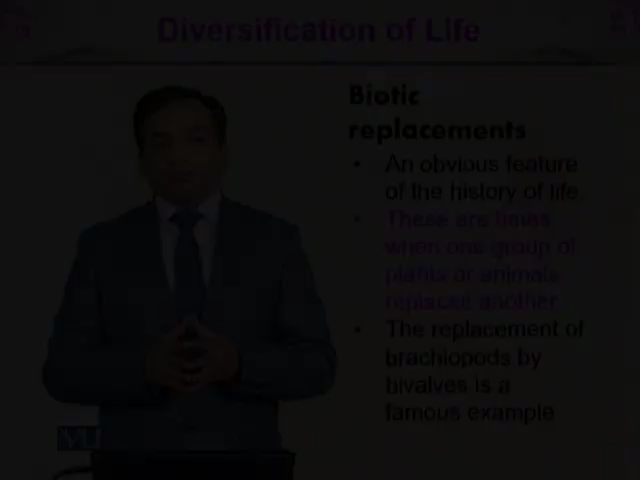 Diversification of Life
Biotic
replacements
• An obvious feature
of the history of life
• These are times
when one group of
plants or animals
replaces another
• The replacement of
brachiopods by
bivalves is a
famous example
VU